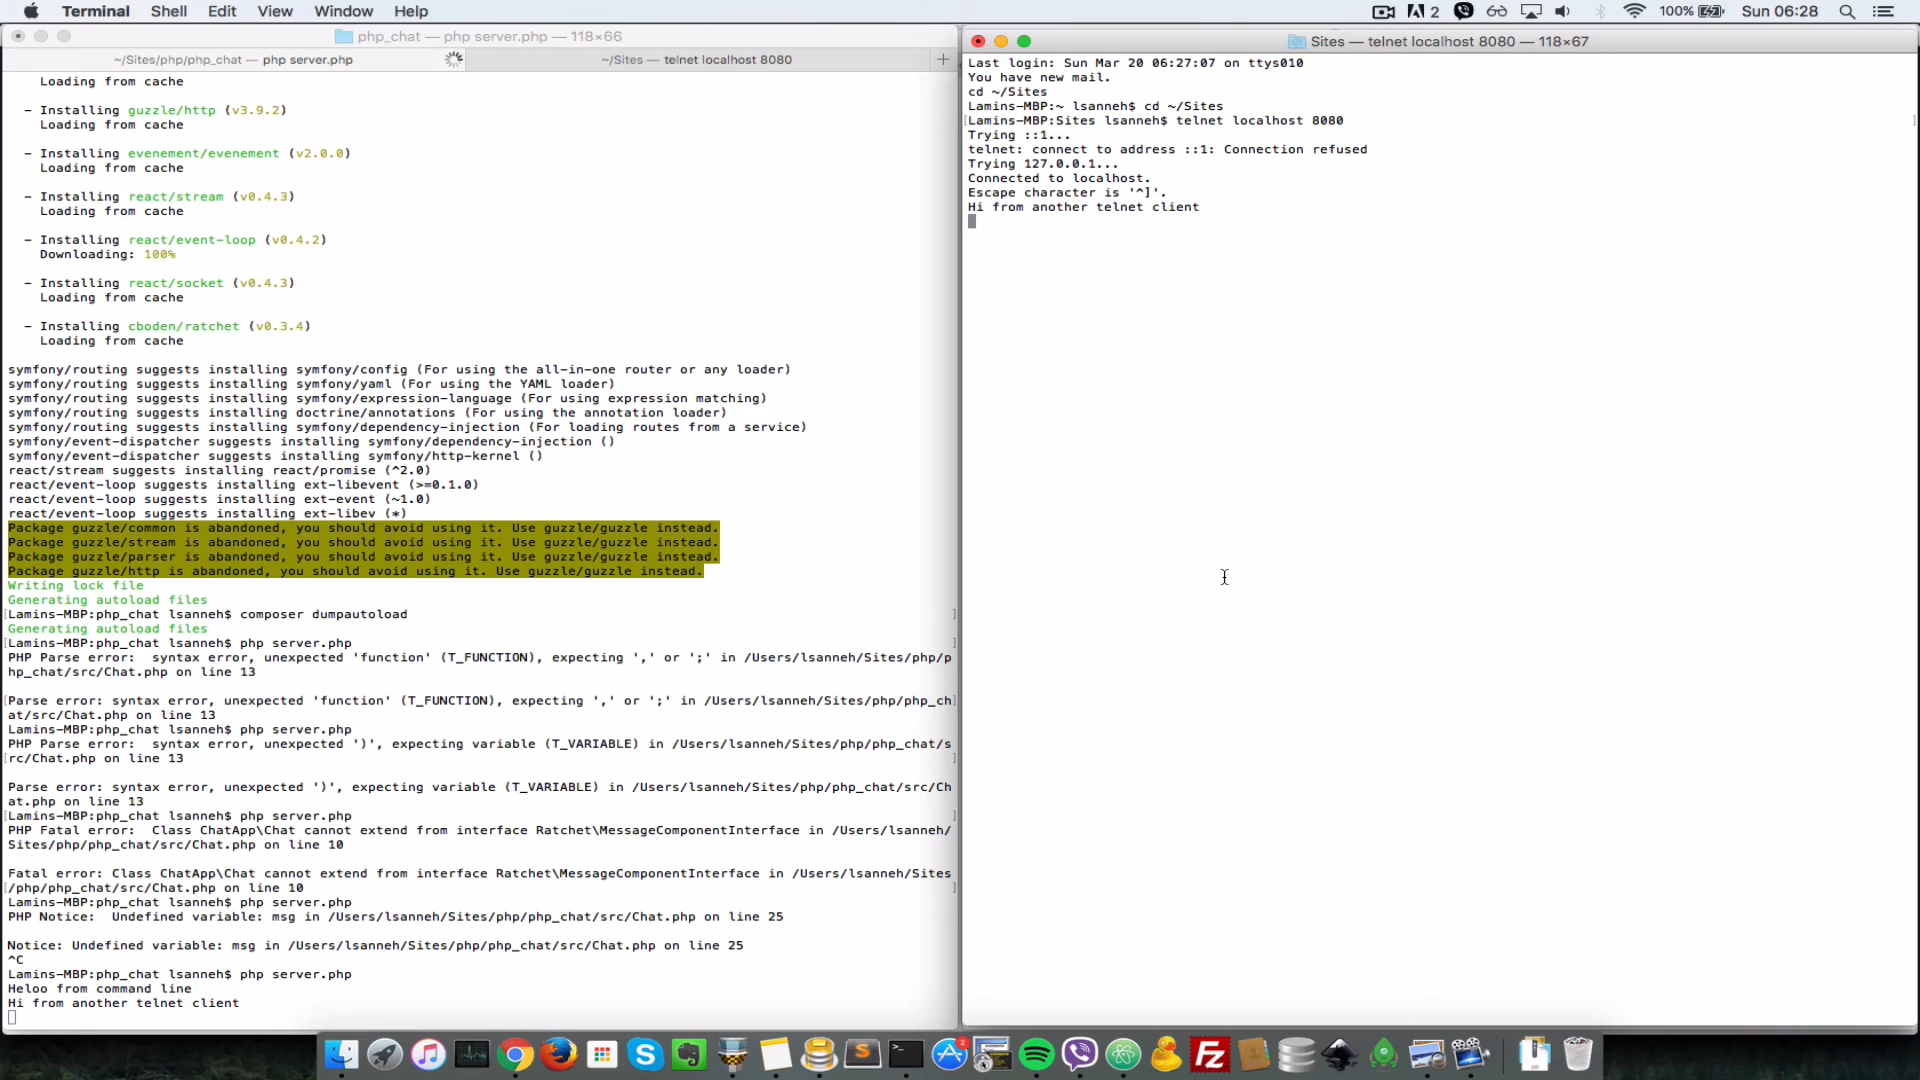 Terminal Shell Edit View Window Help
2 100% Sun 06:28
php_chat — php server.php — 118×66
~/Sites/php/php_chat — php server.php
~/Sites — telnet localhost 8080
Loading from cache
- Installing guzzle/http (v3.9.2)
Loading from cache
- Installing evenement/evenement (v2.0.0)
Loading from cache
- Installing react/stream (v0.4.3)
Loading from cache
- Installing react/event-loop (v0.4.2)
Downloading: 100%
- Installing react/socket (v0.4.3)
Loading from cache
- Installing cboden/ratchet (v0.3.4)
Loading from cache
symfony/routing suggests installing symfony/config (For using the all-in-one router or any loader)
symfony/routing suggests installing symfony/yaml (For using the YAML loader)
symfony/routing suggests installing symfony/expression-language (For using expression matching)
symfony/routing suggests installing doctrine/annotations (For using the annotation loader)
symfony/routing suggests installing symfony/dependency-injection (For loading routes from a service)
symfony/event-dispatcher suggests installing symfony/dependency-injection ()
symfony/event-dispatcher suggests installing symfony/http-kernel ()
react/stream suggests installing react/promise (^2.0)
react/event-loop suggests installing ext-libevent (>=0.1.0)
react/event-loop suggests installing ext-event (~1.0)
react/event-loop suggests installing ext-libev (*)
Package guzzle/common is abandoned, you should avoid using it. Use guzzle/guzzle instead.
Package guzzle/stream is abandoned, you should avoid using it. Use guzzle/guzzle instead.
Package guzzle/parser is abandoned, you should avoid using it. Use guzzle/guzzle instead.
Package guzzle/http is abandoned, you should avoid using it. Use guzzle/guzzle instead.
Writing lock file
Generating autoload files
[Lamins-MBP:php_chat lsanneh$ composer dumpautoload ]
Generating autoload files
[Lamins-MBP:php_chat lsanneh$ php server.php ]
PHP Parse error:  syntax error, unexpected 'function' (T_FUNCTION), expecting ',' or ';' in /Users/lsanneh/Sites/php/p
hp_chat/src/Chat.php on line 13
[Parse error: syntax error, unexpected 'function' (T_FUNCTION), expecting ',' or ';' in /Users/lsanneh/Sites/php/php_ch]
at/src/Chat.php on line 13
Lamins-MBP:php_chat lsanneh$ php server.php
PHP Parse error:  syntax error, unexpected ')', expecting variable (T_VARIABLE) in /Users/lsanneh/Sites/php/php_chat/s
[rc/Chat.php on line 13 ]
Parse error: syntax error, unexpected ')', expecting variable (T_VARIABLE) in /Users/lsanneh/Sites/php/php_chat/src/Ch
at.php on line 13
[Lamins-MBP:php_chat lsanneh$ php server.php ]
PHP Fatal error:  Class ChatApp\Chat cannot extend from interface Ratchet\MessageComponentInterface in /Users/lsanneh/
Sites/php/php_chat/src/Chat.php on line 10
Fatal error: Class ChatApp\Chat cannot extend from interface Ratchet\MessageComponentInterface in /Users/lsanneh/Sites
[/php/php_chat/src/Chat.php on line 10 ]
Lamins-MBP:php_chat lsanneh$ php server.php
PHP Notice:  Undefined variable: msg in /Users/lsanneh/Sites/php/php_chat/src/Chat.php on line 25
Notice: Undefined variable: msg in /Users/lsanneh/Sites/php/php_chat/src/Chat.php on line 25
^C
Lamins-MBP:php_chat lsanneh$ php server.php
Heloo from command line
Hi from another telnet client
Sites — telnet localhost 8080 — 118×67
Last login: Sun Mar 20 06:27:07 on ttys010
You have new mail.
cd ~/Sites
Lamins-MBP:~ lsanneh$ cd ~/Sites
[Lamins-MBP:Sites lsanneh$ telnet localhost 8080 ]
Trying ::1...
telnet: connect to address ::1: Connection refused
Trying 127.0.0.1...
Connected to localhost.
Escape character is '^]'.
Hi from another telnet client